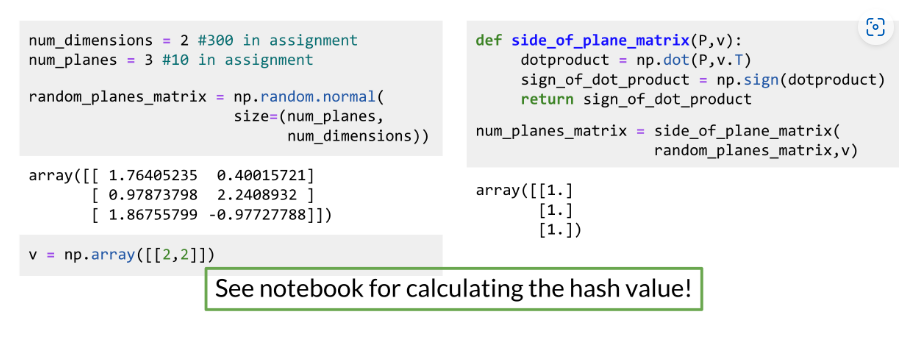 num_dimensions = 2 #300 in assignment
num_planes = 3 #10 in assignment
random_planes_matrix = np.random.normal(
size=(num_planes,
num_dimensions))
array([[ 1.76405235 0.40015721]
[ 0.97873798 2.2408932 ]
[ 1.86755799 -0.97727788]])
v = np.array([[2,2]])
def side_of_plane_matrix(P,v):
dotproduct = np.dot(P,v.T)
sign_of_dot_product = np.sign(dotproduct)
return sign_of_dot_product
num_planes_matrix = side_of_plane_matrix(
random_planes_matrix,v)
array([[1.]
[1.]
[1.])
See notebook for calculating the hash value!